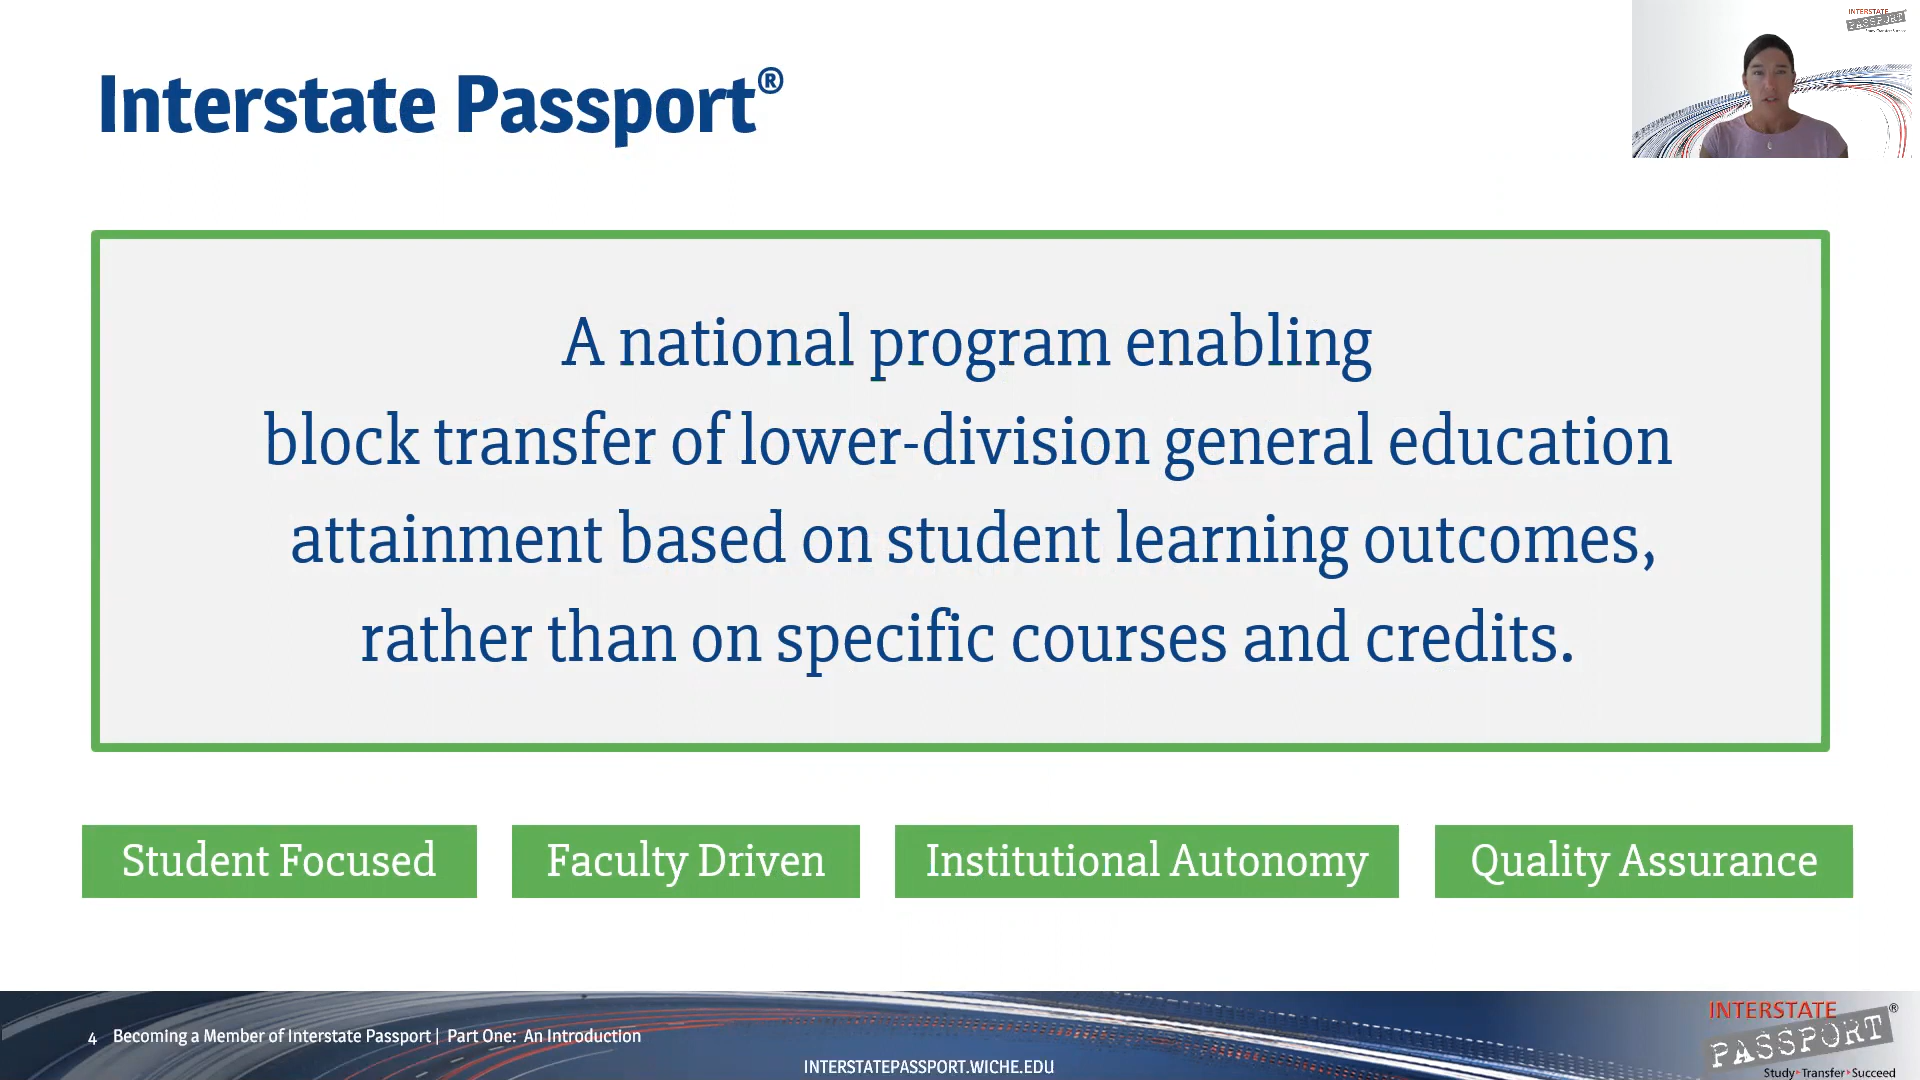 Interstate Passport®
INTERSTATE
PASSPORT
A national program enabling
block transfer of lower-division general education
attainment based on student learning outcomes,
rather than on specific courses and credits.
Student Focused
Faculty Driven
Institutional Autonomy
Quality Assurance
4 Becoming a Member of Interstate Passport | Part One: An Introduction
INTERSTATEPASSPORT.WICHE.EDU
INTERSTATE ®
PASSPORT
Study▸Transfer▸Succeed